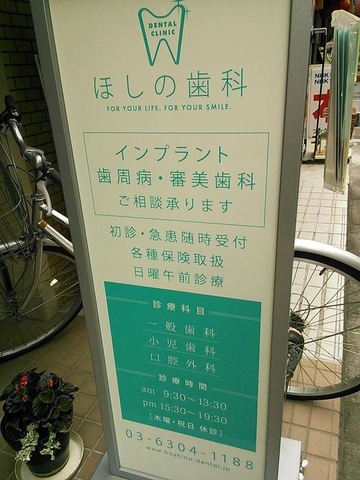 DENTAL
CLINIC
ほしの歯科
FOR YOUR LIFE. FOR YOUR SMILE.
インプラント
歯周病・審美歯科
ご相談承ります
初診・急患随時受付
各種保険取扱
日曜午前診療
診療科目
一般歯科
小児歯科
口腔外科
診療時間
am 9:30〜13:30
pm 15:30〜19:30
[木曜・祝日 休診]
03-6304-1188
www.hoshino-dental.jp